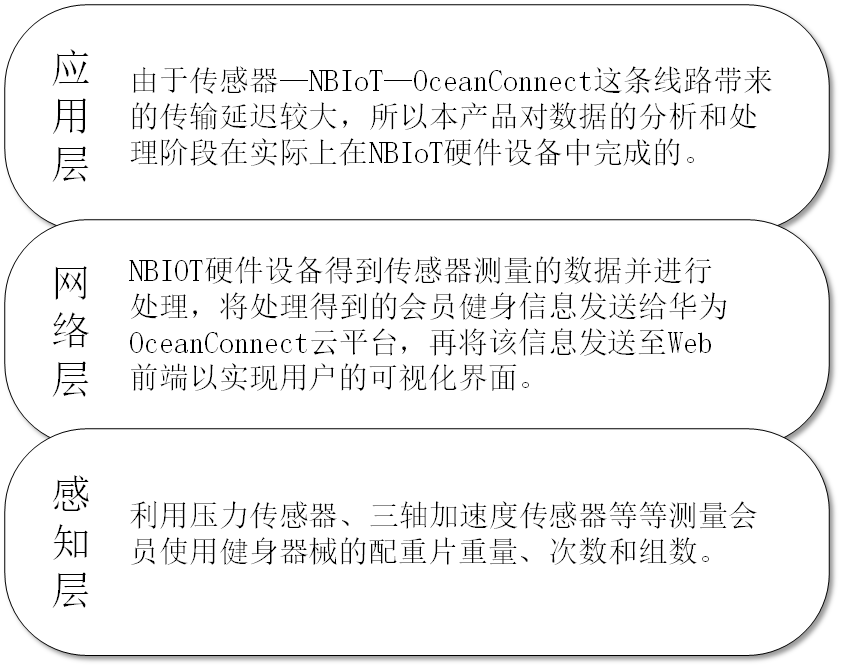 应用层
由于传感器—NBIoT—OceanConnect这条线路带来
的传输延迟较大，所以本产品对数据的分析和处
理阶段在实际上在NBIoT硬件设备中完成的。
网络层
NBIOT硬件设备得到传感器测量的数据并进行
处理，将处理得到的会员健身信息发送给华为
OceanConnect云平台，再将该信息发送至Web
前端以实现用户的可视化界面。
感知层
利用压力传感器、三轴加速度传感器等等测量会
员使用健身器械的配重片重量、次数和组数。